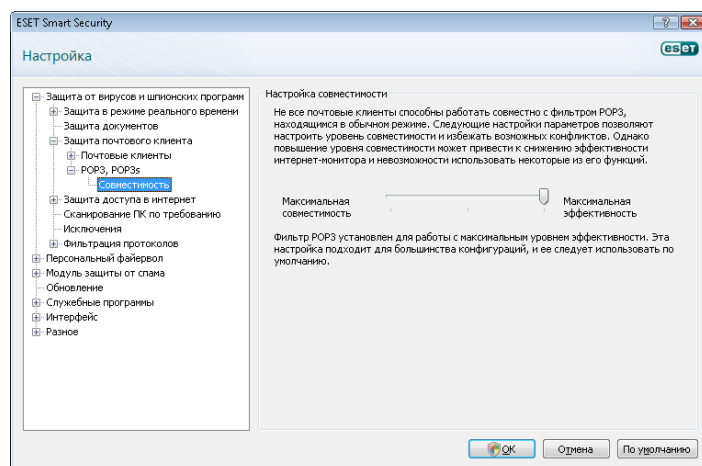 ESET Smart Security
Настройка
eset
Защита от вирусов и шпионских программ
Защита в режиме реального времени
Защита документов
Защита почтового клиента
Почтовые клиенты
POP3, POP3s
Совместимость
Защита доступа в интернет
Сканирование ПК по требованию
Исключения
Фильтрация протоколов
Персональный файервол
Модуль защиты от спама
Обновление
Служебные программы
Интерфейс
Разное
Настройка совместимости
Не все почтовые клиенты способны работать совместно с фильтром POP3,
находящимся в обычном режиме. Следующие настройки параметров позволяют
настроить уровень совместимости и избежать возможных конфликтов. Однако
повышение уровня совместимости может привести к снижению эффективности
интернет-монитора и невозможности использовать некоторые из его функций.
Максимальная
совместимость
Максимальная
эффективность
Фильтр POP3 установлен для работы с максимальным уровнем эффективности. Эта
настройка подходит для большинства конфигураций, и ее следует использовать по
умолчанию.
OK
Отмена
По умолчанию